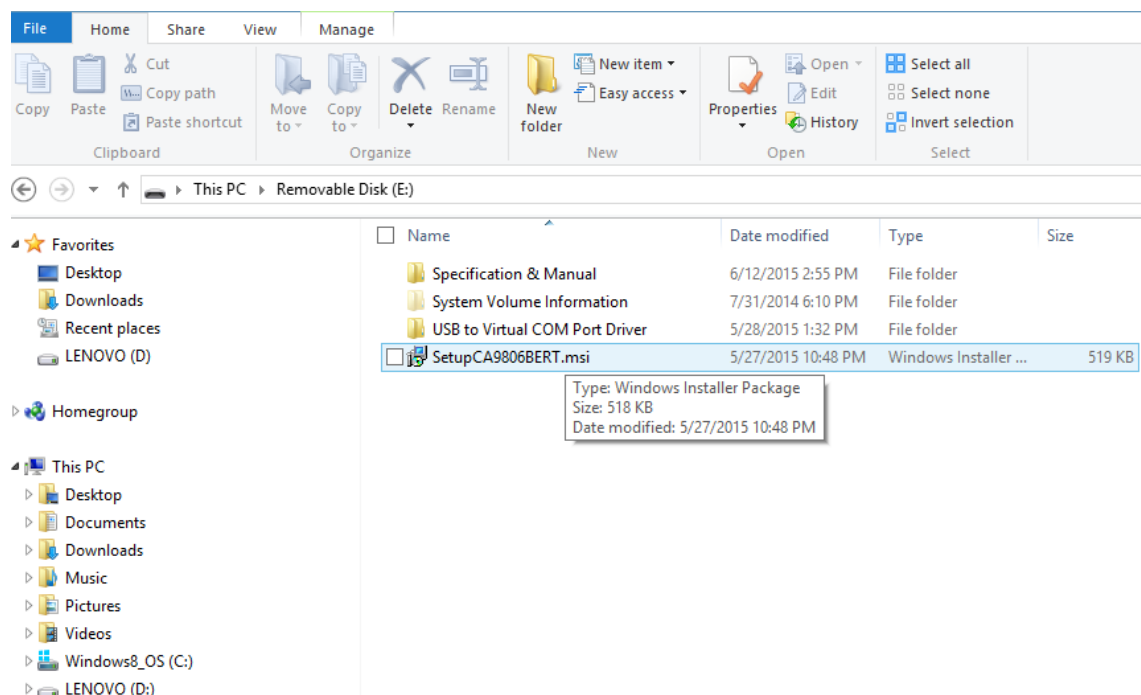 File Home Share View Manage
Cut
Copy path
Paste shortcut
Copy Paste
Clipboard
Move to
Copy to
Delete Rename
Organize
New item
Easy access
New folder
New
Properties
Open
Edit
History
Open
Select all
Select none
Invert selection
Select
This PC Removable Disk (E:)
Favorites
Desktop
Downloads
Recent places
LENOVO (D)
Homegroup
This PC
Desktop
Documents
Downloads
Music
Pictures
Videos
Windows8_OS (C:)
LENOVO (D:)
Name Date modified Type Size
Specification & Manual 6/12/2015 2:55 PM File folder
System Volume Information 7/31/2014 6:10 PM File folder
USB to Virtual COM Port Driver 5/28/2015 1:32 PM File folder
SetupCA9806BERT.msi 5/27/2015 10:48 PM Windows Installer ... 519 KB
Type: Windows Installer Package
Size: 518 KB
Date modified: 5/27/2015 10:48 PM